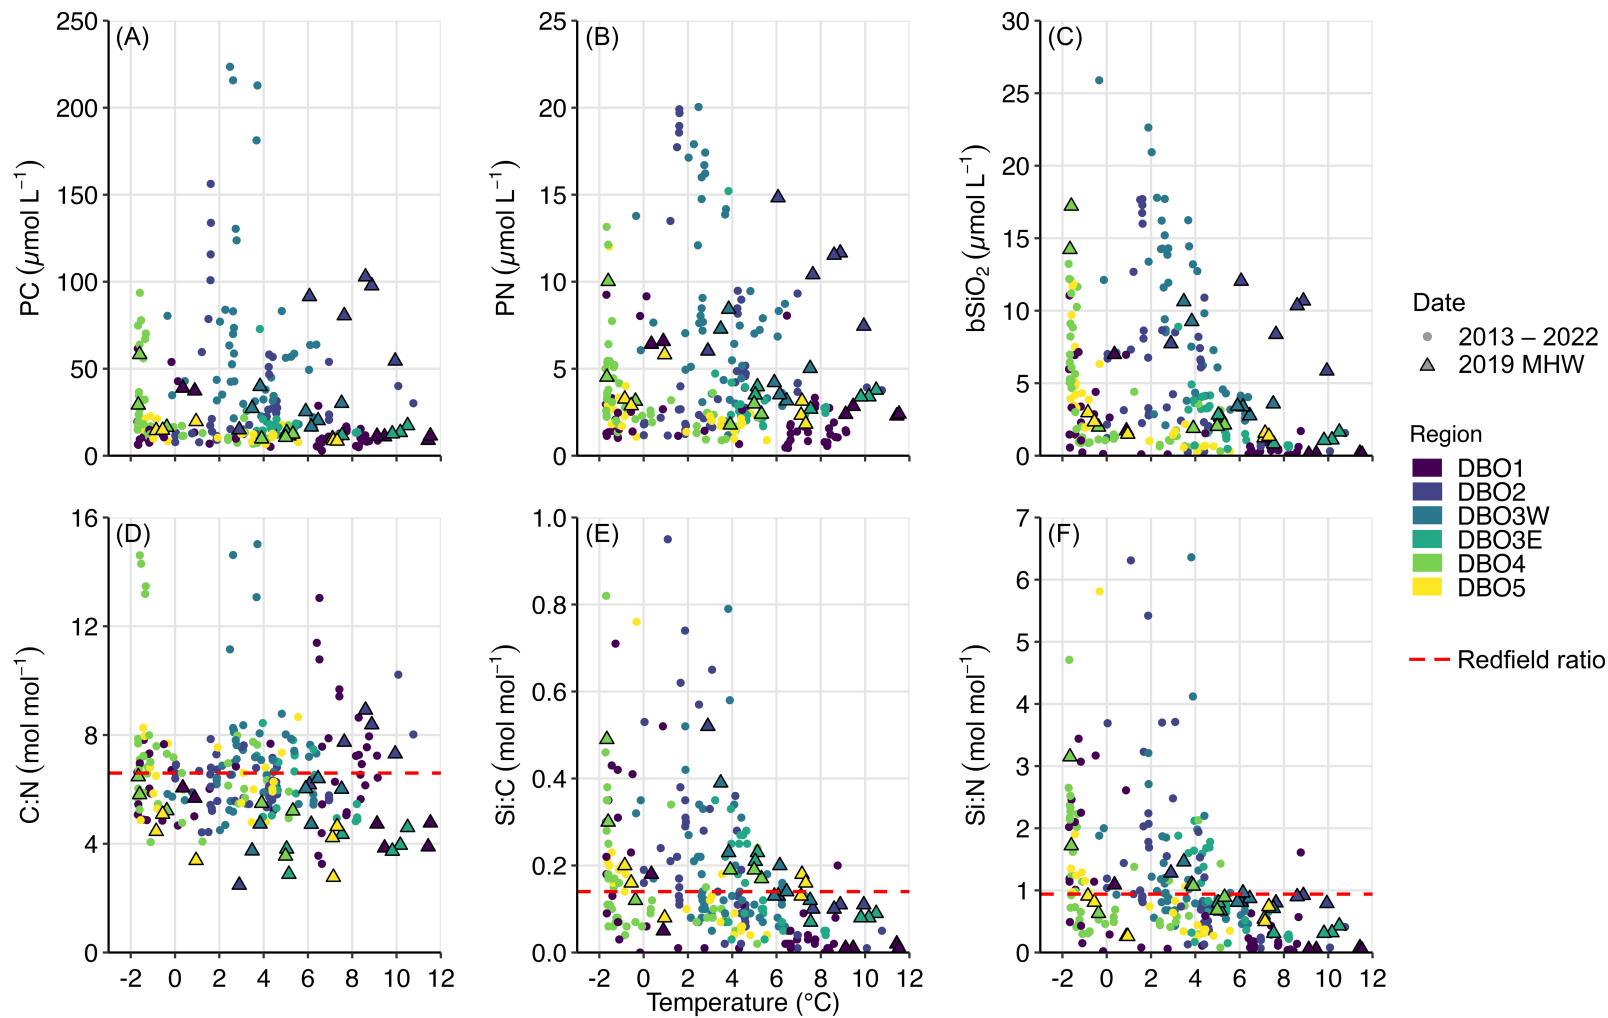 (A)
250
200
150
100
50
0
PC (µmol L⁻¹)
(B)
25
20
15
10
5
0
PN (µmol L⁻¹)
(C)
30
25
20
15
10
5
0
bSiO₂ (µmol L⁻¹)
(D)
16
12
8
4
0
C:N (mol mol⁻¹)
-2 0 2 4 6 8 10 12
(E)
1.0
0.8
0.6
0.4
0.2
0.0
Si:C (mol mol⁻¹)
-2 0 2 4 6 8 10 12
Temperature (°C)
(F)
7
6
5
4
3
2
1
0
Si:N (mol mol⁻¹)
-2 0 2 4 6 8 10 12
Date
2013 – 2022
2019 MHW
Region
DBO1
DBO2
DBO3W
DBO3E
DBO4
DBO5
Redfield ratio